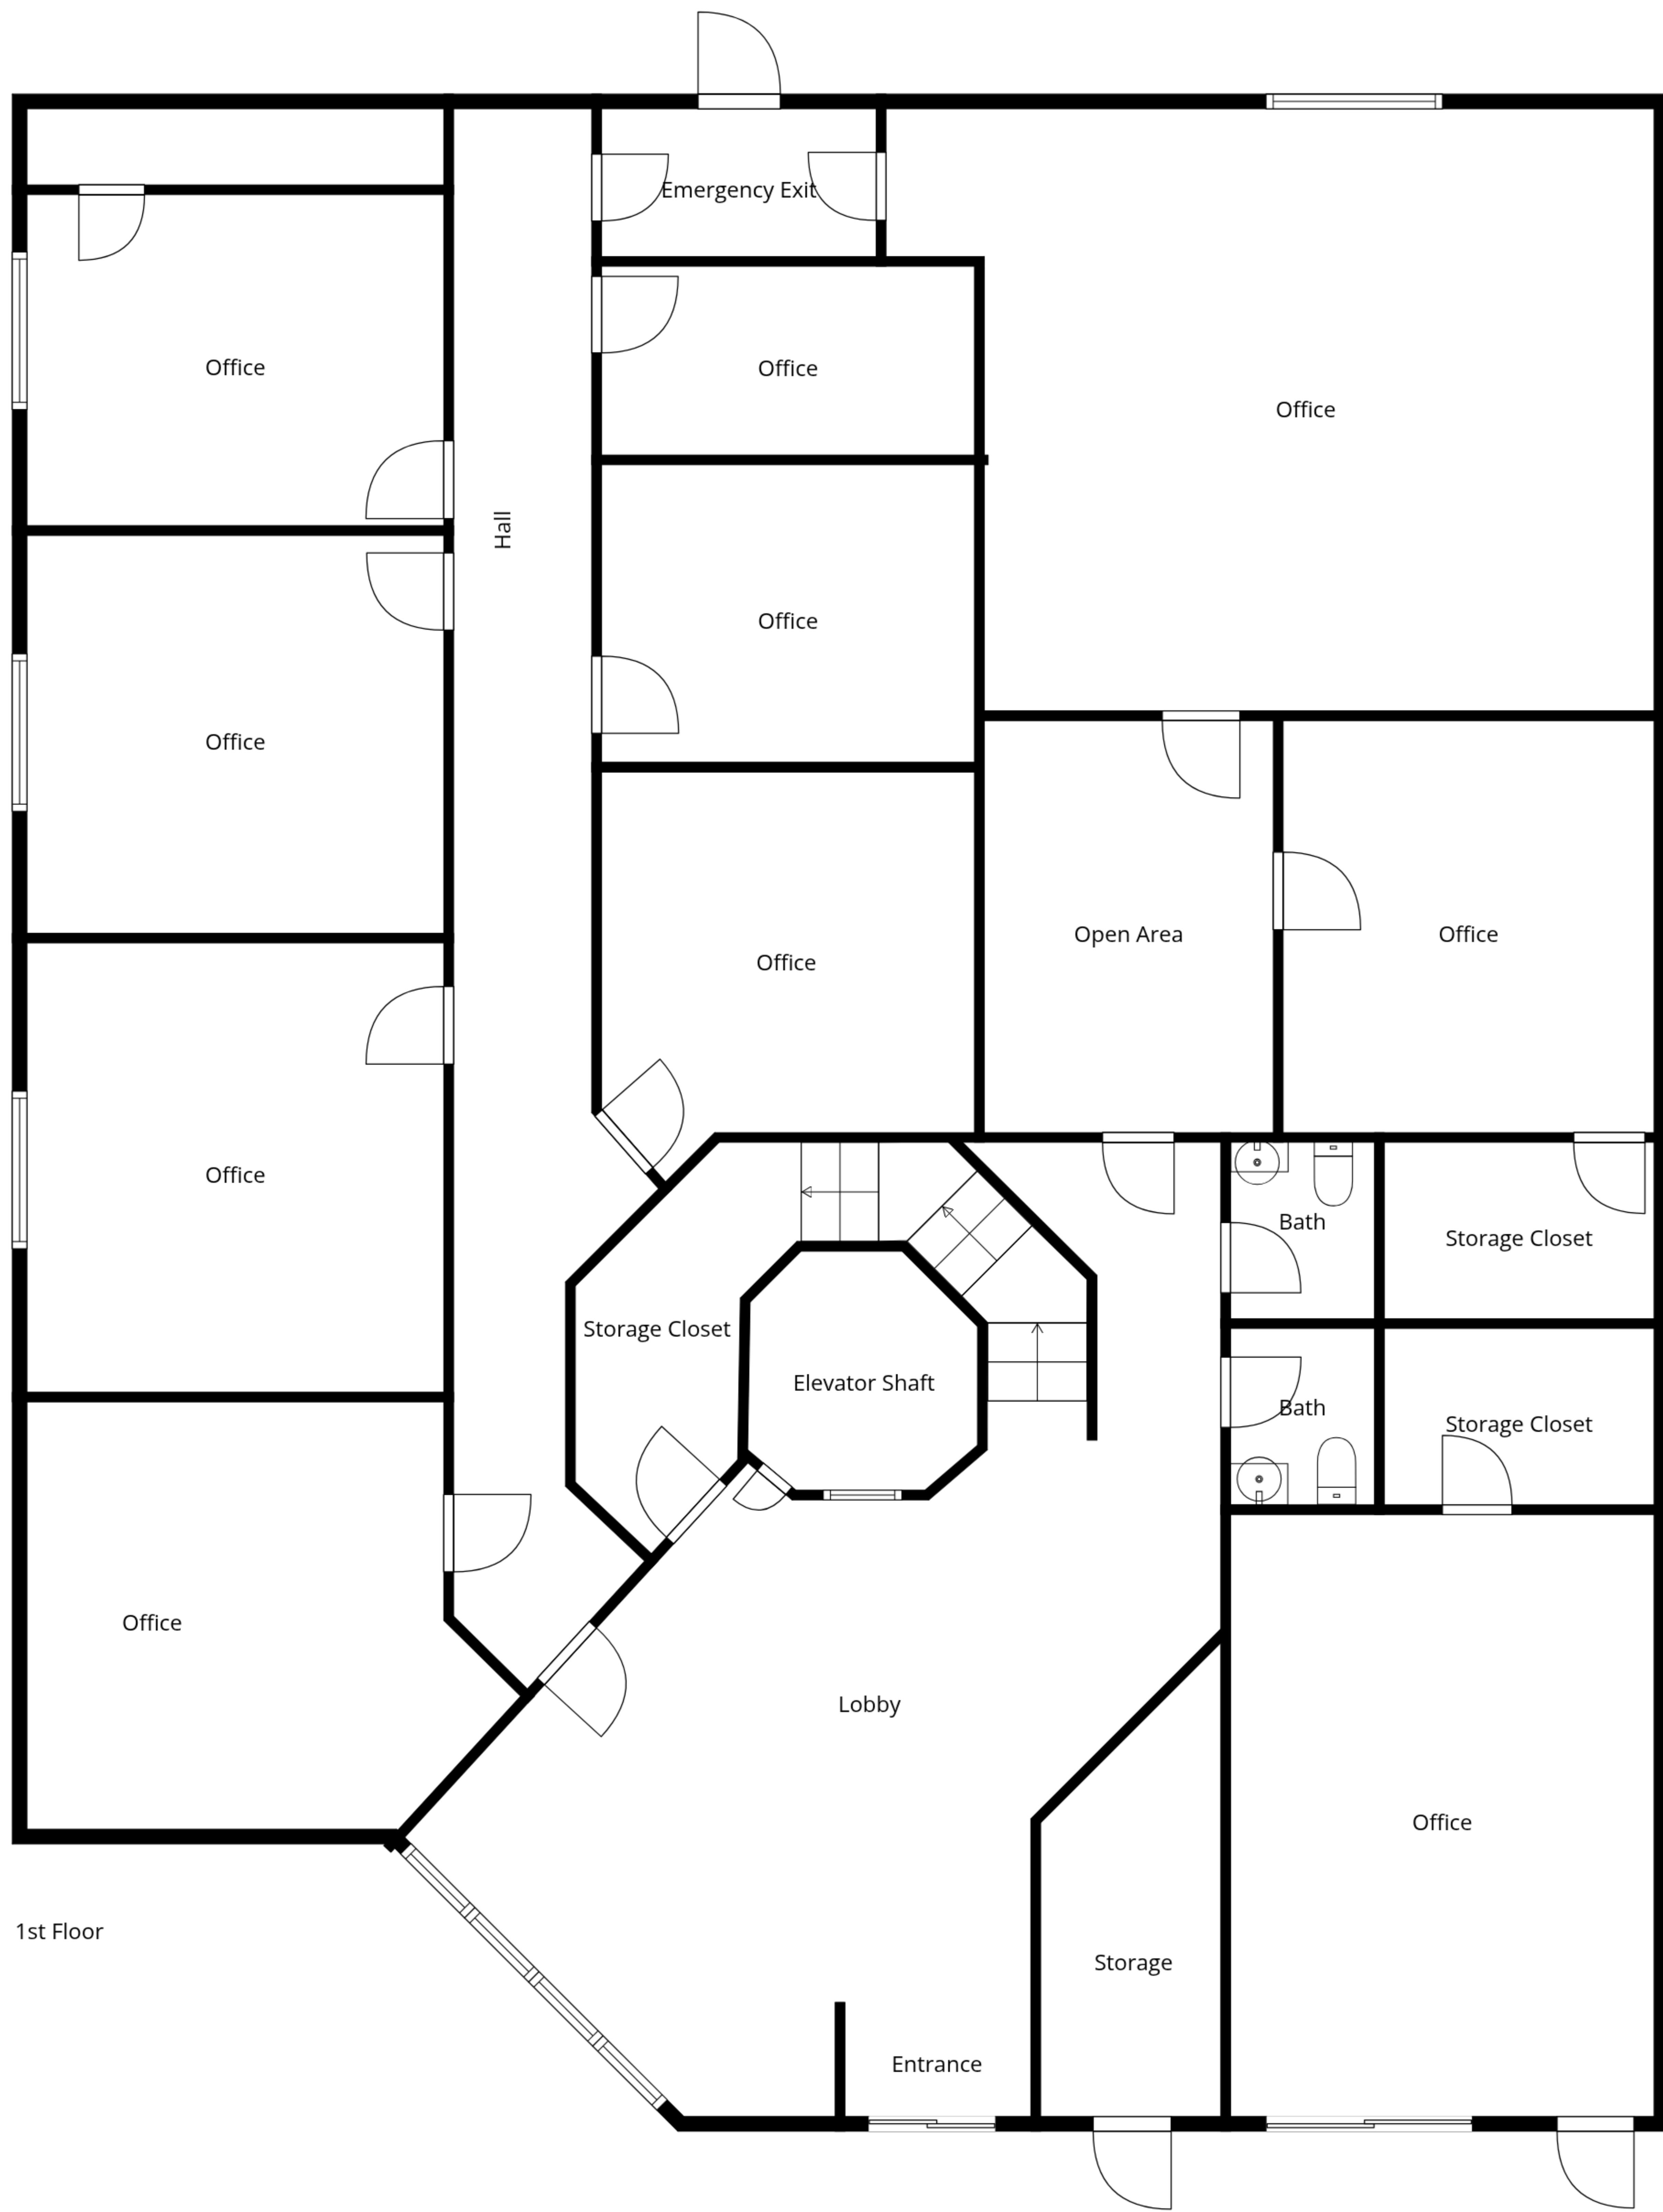 Emergency Exit
Office
Office
Office
Hall
Office
Office
Open Area
Office
Office
Office
Bath
Storage Closet
Storage Closet
Elevator Shaft
Bath
Storage Closet
Office
Lobby
Office
1st Floor
Storage
Entrance